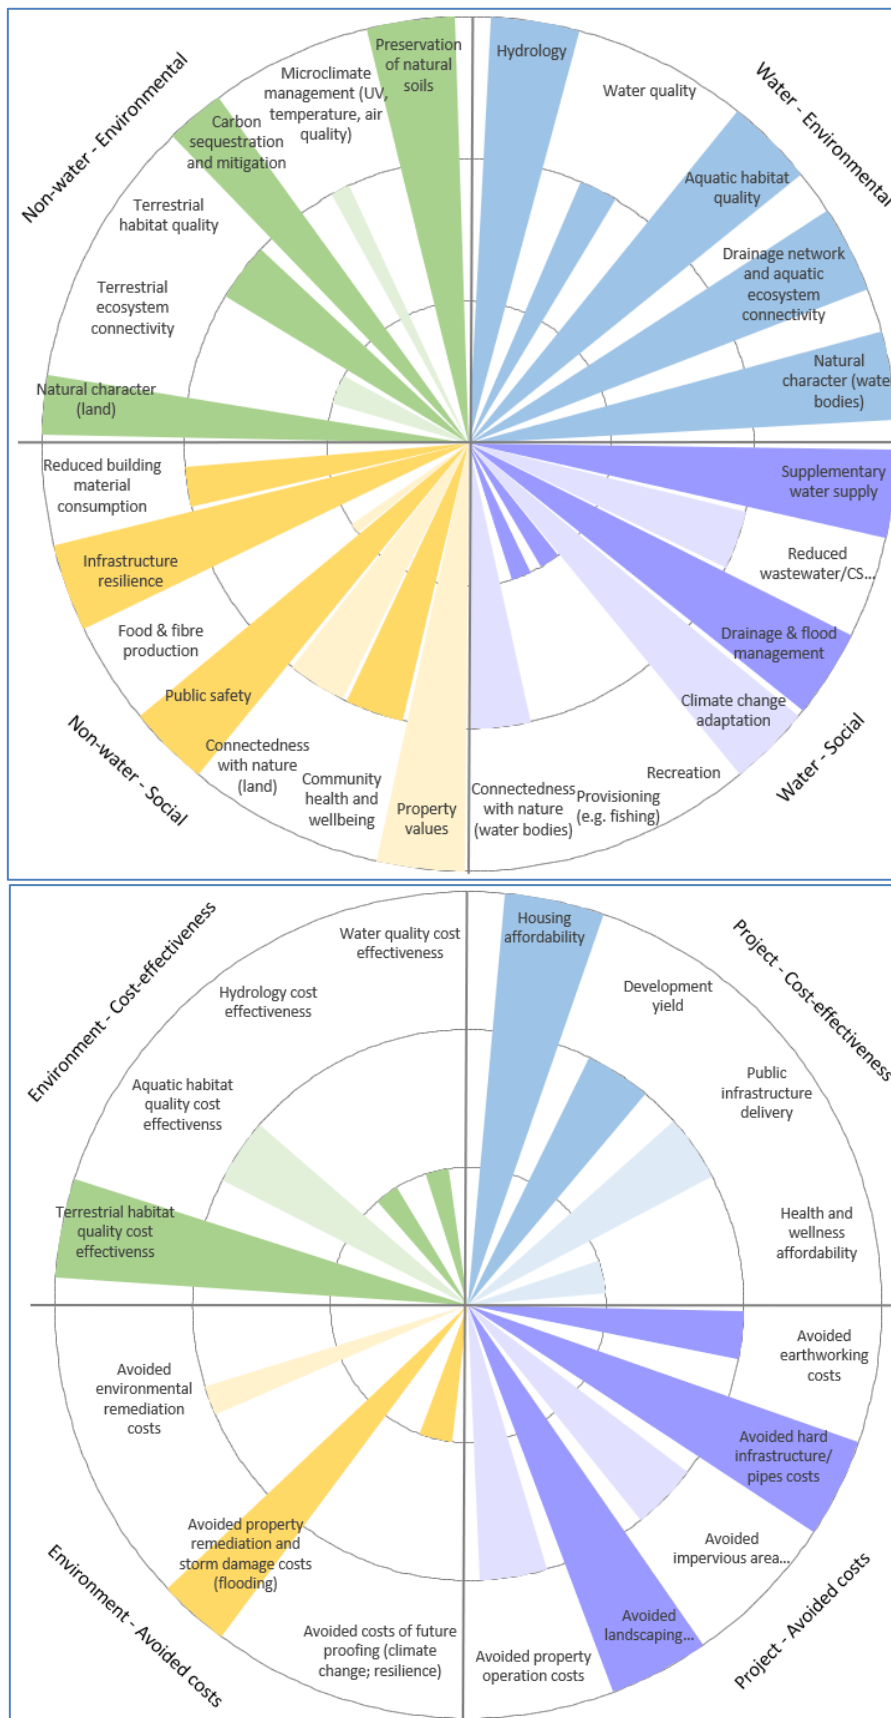 Preservation
of natural
soils
Hydrology
Microclimate
management (UV,
temperature, air
quality)
Water quality
Non-water - Environmental
Water - Environmental
Carbon
sequestration
and mitigation
Aquatic habitat
quality
Terrestrial
habitat quality
Drainage network
and aquatic
ecosystem
connectivity
Terrestrial
ecosystem
connectivity
Natural
character (water
bodies)
Natural character
(land)
Reduced building
material
consumption
Supplementary
water supply
Infrastructure
resilience
Reduced
wastewater/CS...
Food & fibre
production
Drainage & flood
management
Public safety
Climate change
adaptation
Non-water - Social
Water - Social
Connectedness
with nature
(land)
Community
health and
wellbeing
Property
values
Connectedness
with nature
(water bodies)
Provisioning
(e.g. fishing)
Recreation
Water quality cost
effectiveness
Housing
affordability
Environment - Cost-effectiveness
Project - Cost-effectiveness
Hydrology cost
effectiveness
Development
yield
Aquatic habitat
quality cost
effectivenss
Public
infrastructure
delivery
Terrestrial habitat
quality cost
effectivenss
Health and
wellness
affordability
Avoided
environmental
remediation
costs
Avoided
earthworking
costs
Avoided hard
infrastructure/
pipes costs
Avoided property
remediation and
storm damage costs
(flooding)
Avoided
impervious area...
Environment - Avoided costs
Project - Avoided costs
Avoided costs of future
proofing (climate
change; resilience)
Avoided property
operation costs
Avoided
landscaping...